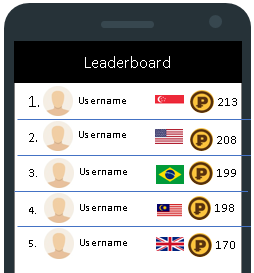 Leaderboard
1. Username P 213
2. Username P 208
3. Username P 199
4. Username P 198
5. Username P 170